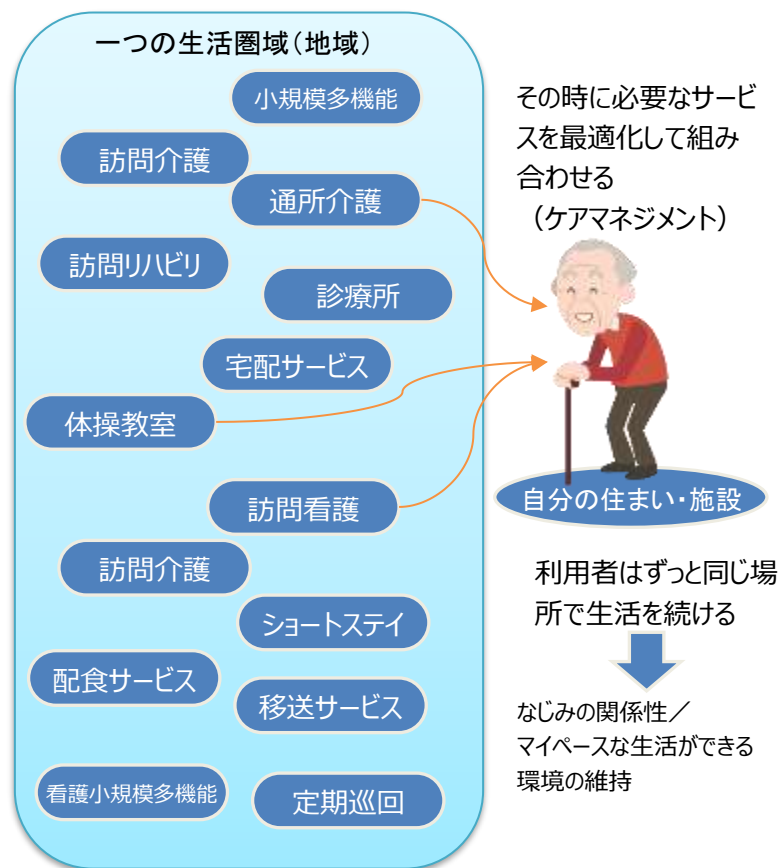 一つの生活圏域（地域）
小規模多機能
訪問介護
通所介護
訪問リハビリ
診療所
宅配サービス
体操教室
訪問看護
訪問介護
ショートステイ
配食サービス
移送サービス
看護小規模多機能
定期巡回
その時に必要なサービ
スを最適化して組み
合わせる
（ケアマネジメント）
自分の住まい・施設
利用者はずっと同じ場
所で生活を続ける
なじみの関係性／
マイペースな生活ができる
環境の維持